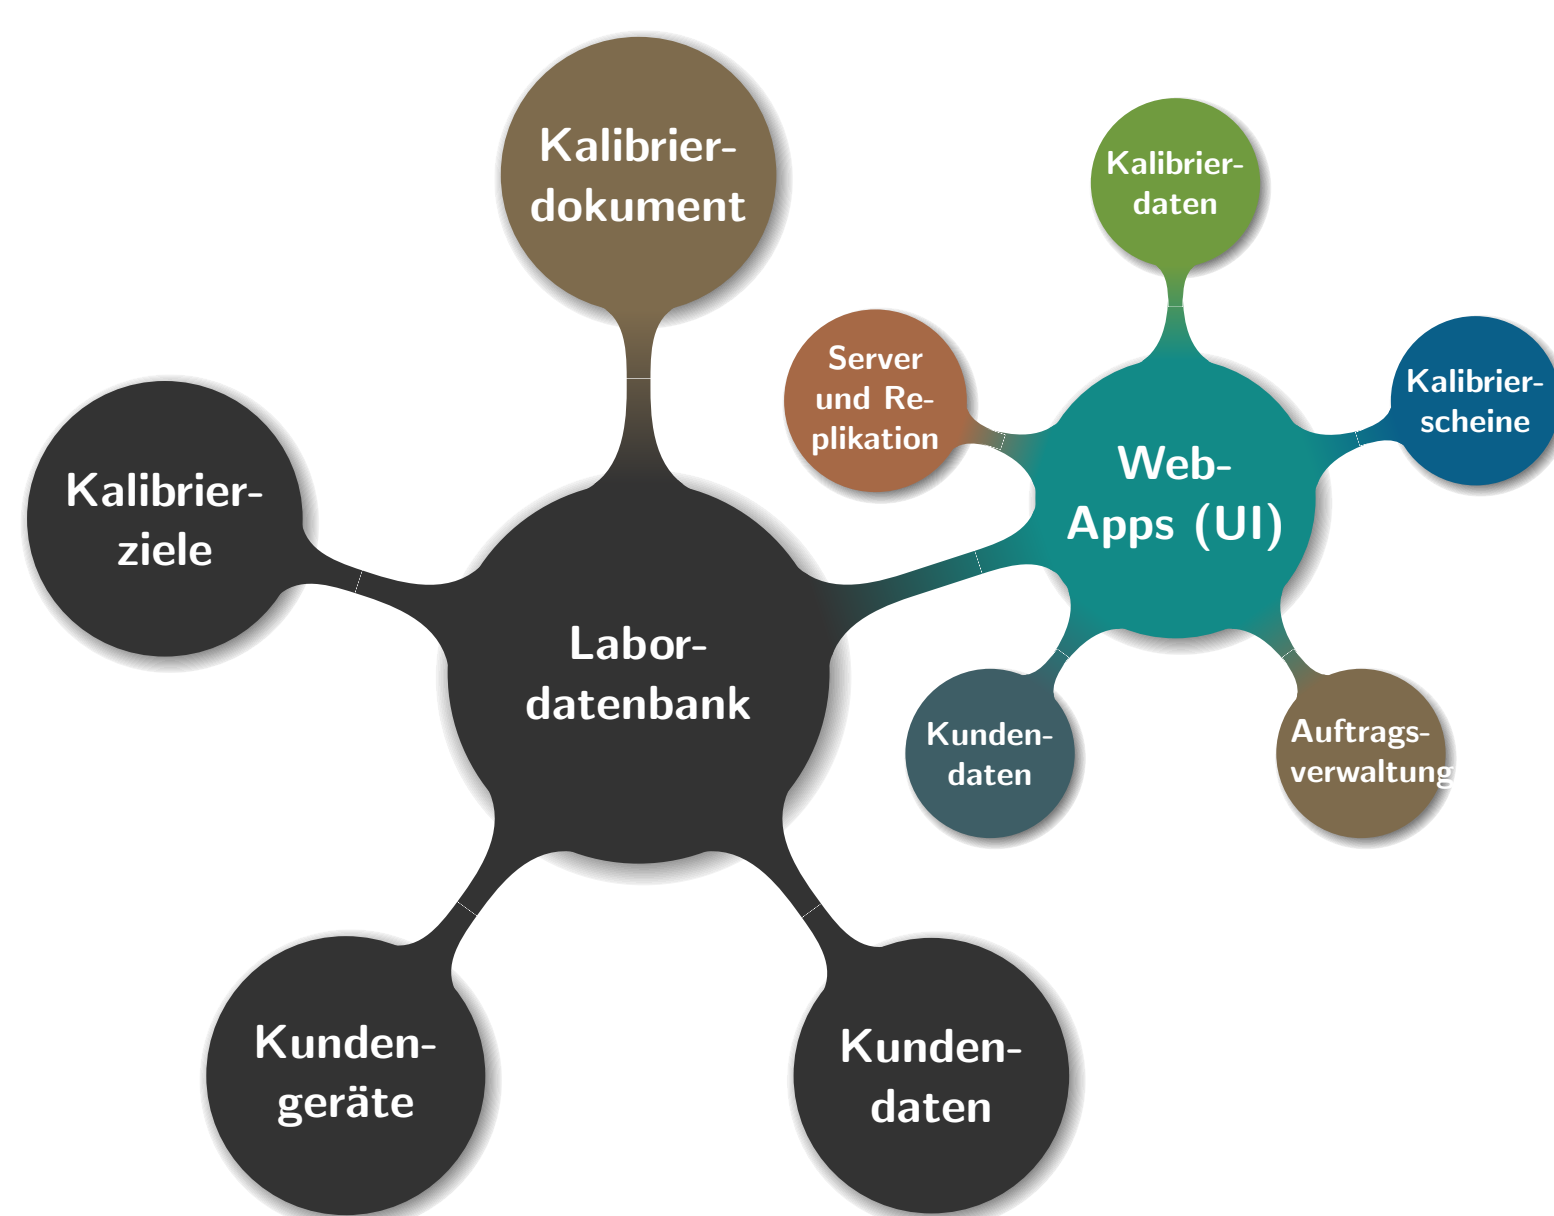 Kalibrier-
dokument
Kalibrier-
daten
Server
und Re-
plikation
Kalibrier-
scheine
Web-
Apps (UI)
Kalibrier-
ziele
Labor-
datenbank
Kunden-
daten
Auftrags-
verwaltung
Kunden-
geräte
Kunden-
daten